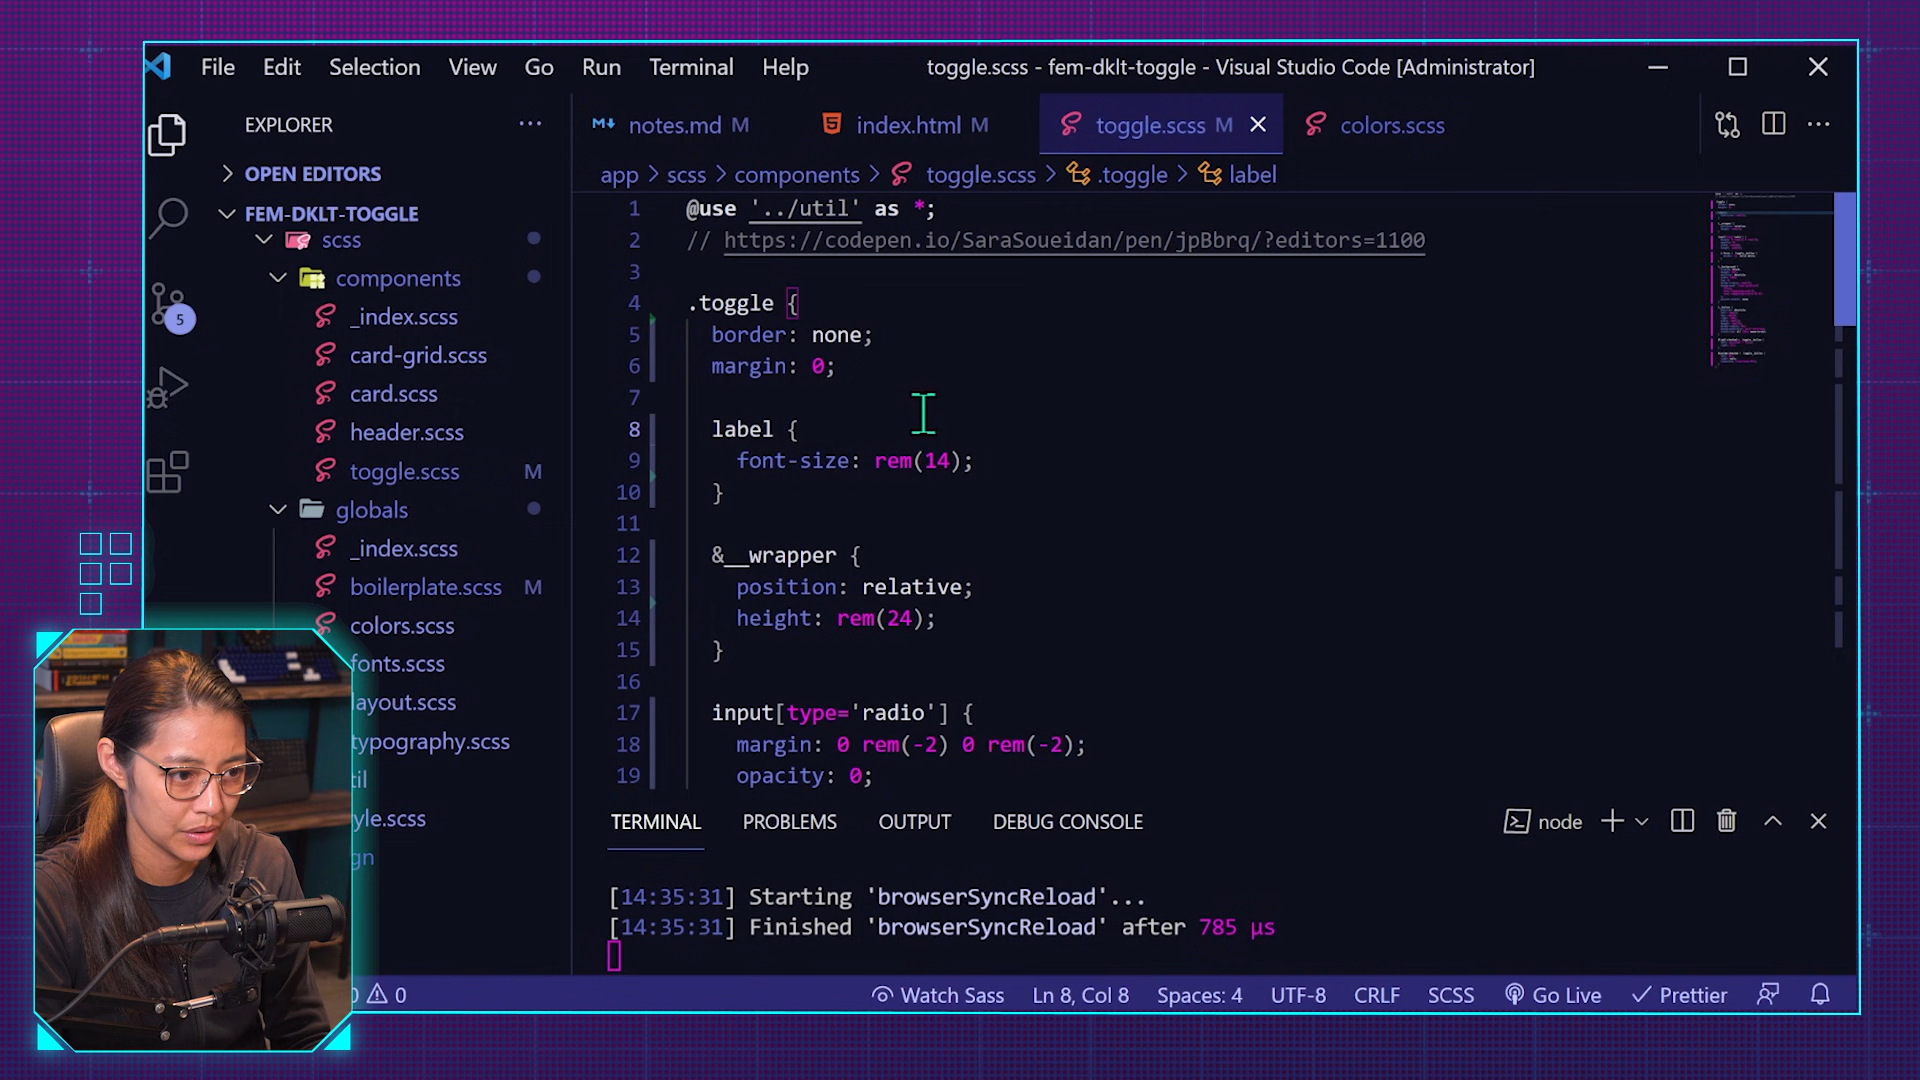 File Edit Selection View Go Run Terminal Help
toggle.scss - fem-dklt-toggle - Visual Studio Code [Administrator]
EXPLORER
OPEN EDITORS
FEM-DKLT-TOGGLE
scss
components
_index.scss
card-grid.scss
card.scss
header.scss
toggle.scss M
globals
_index.scss
boilerplate.scss M
colors.scss
fonts.scss
layout.scss
typography.scss
til
yle.scss
gn
5
notes.md M index.html M toggle.scss M colors.scss
app > scss > components > toggle.scss > .toggle > label
1 @use '../util' as *;
2 // https://codepen.io/SaraSoueidan/pen/jpBbrq/?editors=1100
3
4 .toggle {
5 border: none;
6 margin: 0;
7
8 label {
9 font-size: rem(14);
10 }
11
12 &__wrapper {
13 position: relative;
14 height: rem(24);
15 }
16
17 input[type='radio'] {
18 margin: 0 rem(-2) 0 rem(-2);
19 opacity: 0;
TERMINAL PROBLEMS OUTPUT DEBUG CONSOLE
node
[14:35:31] Starting 'browserSyncReload'...
[14:35:31] Finished 'browserSyncReload' after 785 μs
0 Watch Sass Ln 8, Col 8 Spaces: 4 UTF-8 CRLF SCSS Go Live Prettier